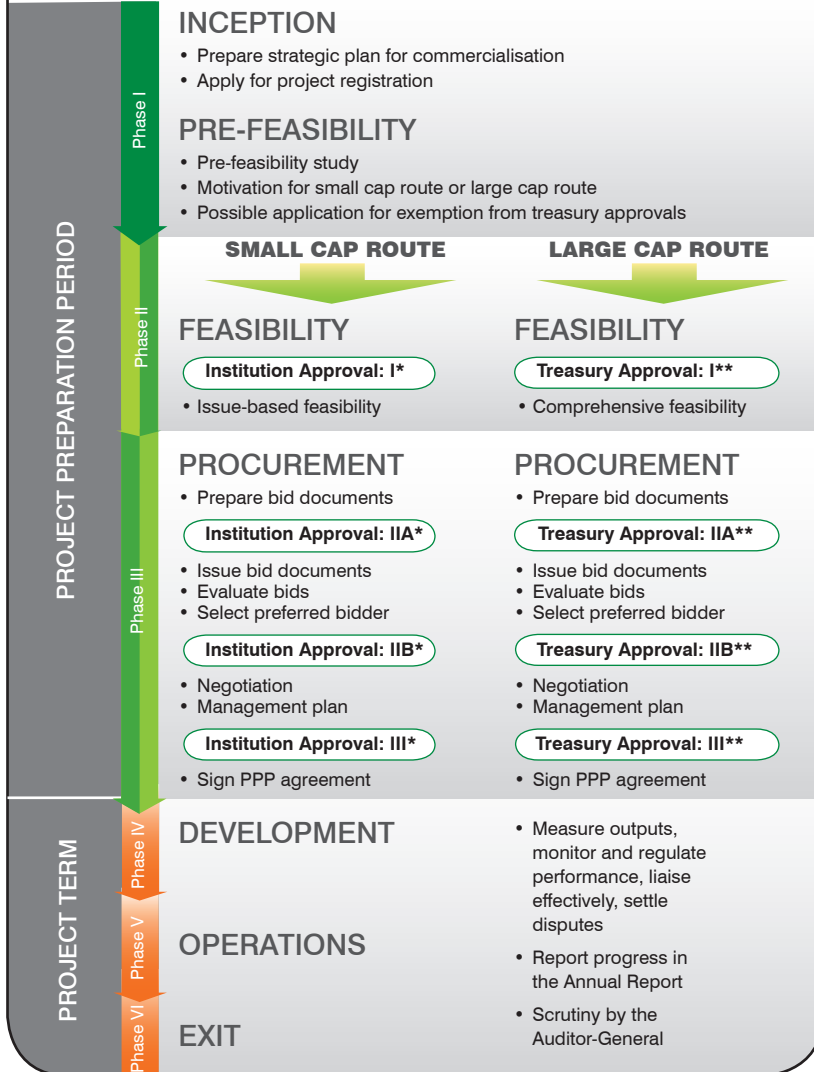 PROJECT PREPARATION PERIOD
Phase I
INCEPTION
• Prepare strategic plan for commercialisation
• Apply for project registration
PRE-FEASIBILITY
• Pre-feasibility study
• Motivation for small cap route or large cap route
• Possible application for exemption from treasury approvals
Phase II
SMALL CAP ROUTE
FEASIBILITY
Institution Approval: I*
• Issue-based feasibility
LARGE CAP ROUTE
FEASIBILITY
Treasury Approval: I**
• Comprehensive feasibility
Phase III
PROCUREMENT
• Prepare bid documents
Institution Approval: IIA*
• Issue bid documents
• Evaluate bids
• Select preferred bidder
Institution Approval: IIB*
• Negotiation
• Management plan
Institution Approval: III*
• Sign PPP agreement
PROCUREMENT
• Prepare bid documents
Treasury Approval: IIA**
• Issue bid documents
• Evaluate bids
• Select preferred bidder
Treasury Approval: IIB**
• Negotiation
• Management plan
Treasury Approval: III**
• Sign PPP agreement
PROJECT TERM
Phase IV
DEVELOPMENT
Phase V
OPERATIONS
Phase VI
EXIT
• Measure outputs,
monitor and regulate
performance, liaise
effectively, settle
disputes
• Report progress in
the Annual Report
• Scrutiny by the
Auditor-General